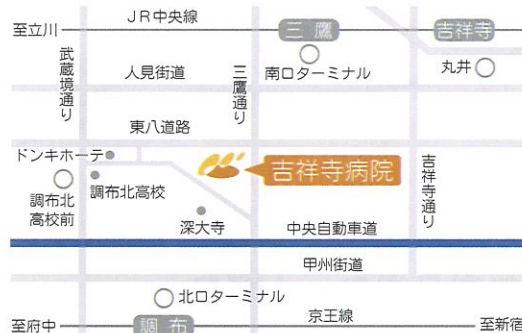 JR中央線
至立川
三鷹
吉祥寺
武蔵境通り
人見街道
三鷹通り
南口ターミナル
丸井
東八道路
ドンキホーテ
吉祥寺病院
吉祥寺通り
調布北高校
調布北
高校前
深大寺
中央自動車道
甲州街道
北口ターミナル
至府中
調布
京王線
至新宿